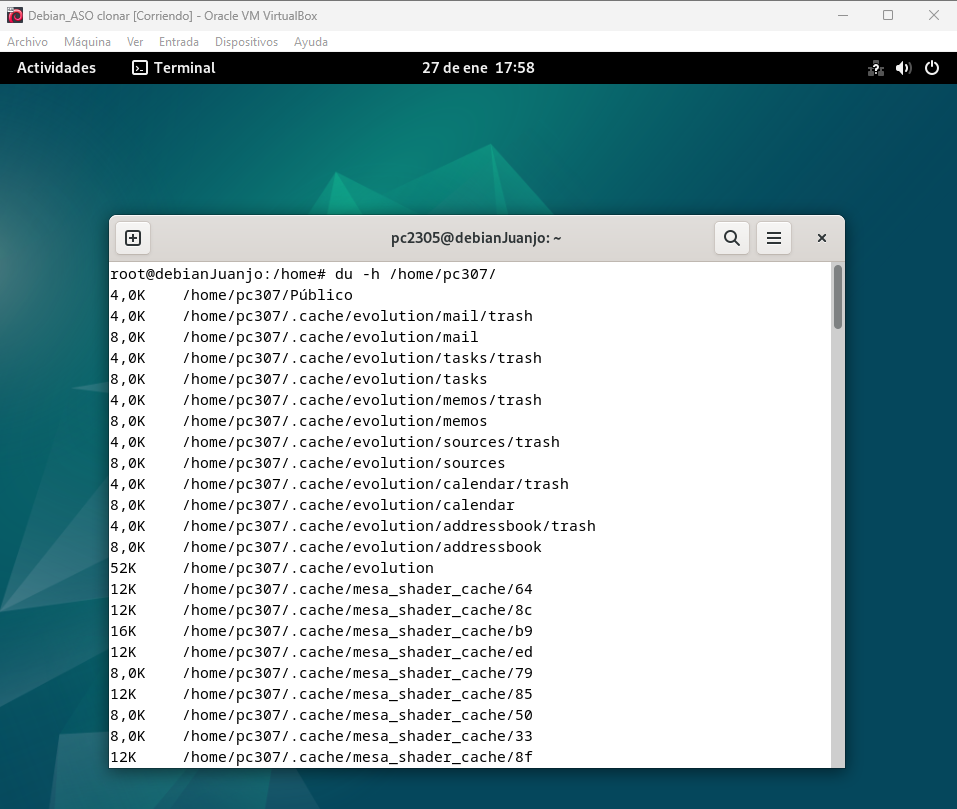 Debian_ASO clonar [Corriendo] - Oracle VM VirtualBox
Archivo Máquina Ver Entrada Dispositivos Ayuda
Actividades Terminal 27 de ene 17:58
pc2305@debianJuanjo: ~
root@debianJuanjo:/home# du -h /home/pc307/
4,0K /home/pc307/Público
4,0K /home/pc307/.cache/evolution/mail/trash
8,0K /home/pc307/.cache/evolution/mail
4,0K /home/pc307/.cache/evolution/tasks/trash
8,0K /home/pc307/.cache/evolution/tasks
4,0K /home/pc307/.cache/evolution/memos/trash
8,0K /home/pc307/.cache/evolution/memos
4,0K /home/pc307/.cache/evolution/sources/trash
8,0K /home/pc307/.cache/evolution/sources
4,0K /home/pc307/.cache/evolution/calendar/trash
8,0K /home/pc307/.cache/evolution/calendar
4,0K /home/pc307/.cache/evolution/addressbook/trash
8,0K /home/pc307/.cache/evolution/addressbook
52K /home/pc307/.cache/evolution
12K /home/pc307/.cache/mesa_shader_cache/64
12K /home/pc307/.cache/mesa_shader_cache/8c
16K /home/pc307/.cache/mesa_shader_cache/b9
12K /home/pc307/.cache/mesa_shader_cache/ed
8,0K /home/pc307/.cache/mesa_shader_cache/79
12K /home/pc307/.cache/mesa_shader_cache/85
8,0K /home/pc307/.cache/mesa_shader_cache/50
8,0K /home/pc307/.cache/mesa_shader_cache/33
12K /home/pc307/.cache/mesa_shader_cache/8f